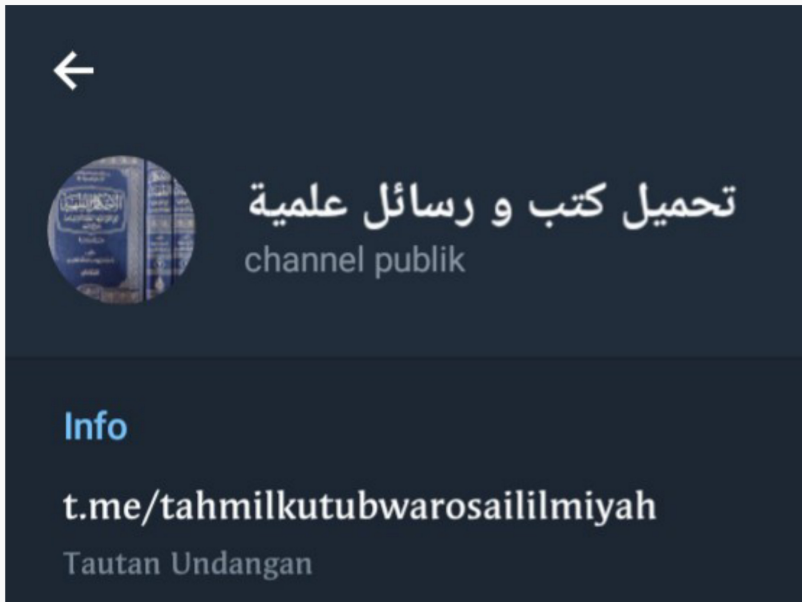 تحميل كتب و رسائل علمية
channel publik
Info
t.me/tahmilkutubwarosaililmiyah
Tautan Undangan